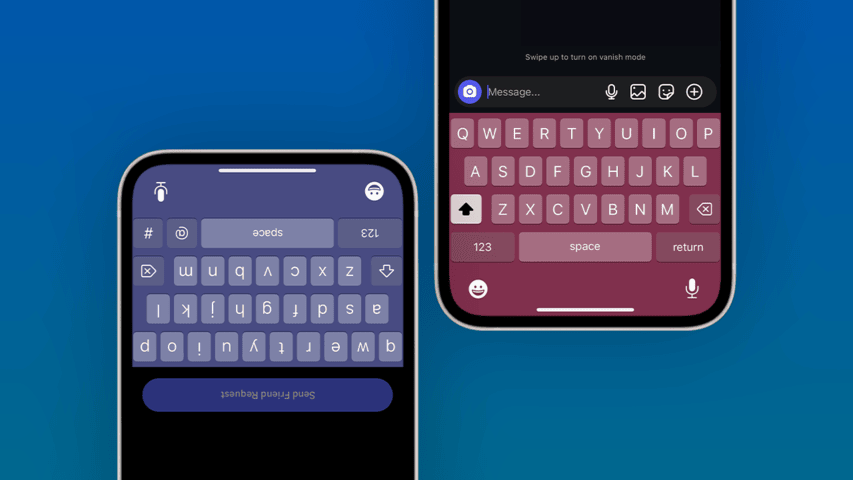 Swipe up to turn on vanish mode
Message...
Q W E R T Y U I O P
A S D F G H J K L
Z X C V B N M
123 space return
Send Friend Request
q w e r t y u i o p
a s d f g h j k l
z x c v b n m
123 space @ #